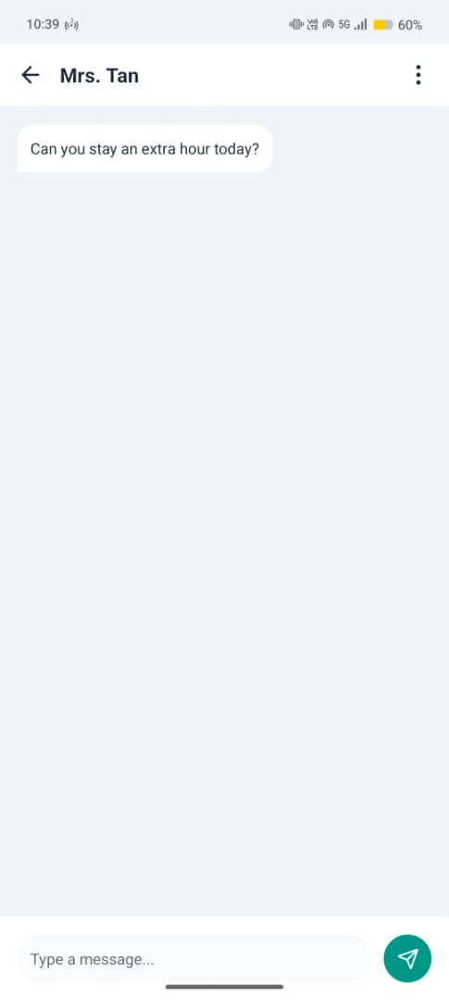 10:39
5G 60%
Mrs. Tan
Can you stay an extra hour today?
Type a message...